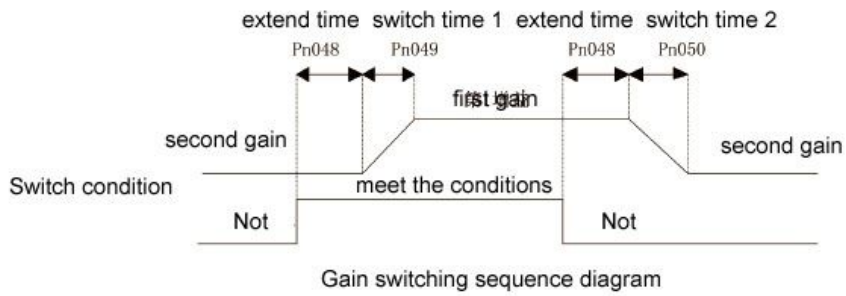 extend time switch time 1 extend time switch time 2
Pn048 Pn049 Pn048 Pn050
first gain
second gain
second gain
Switch condition
meet the conditions
Not
Not
Gain switching sequence diagram